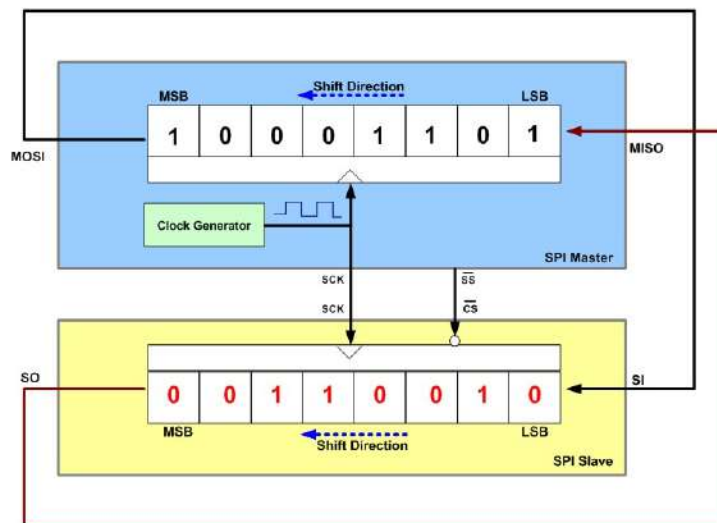 Shift Direction
MSB LSB
1 0 0 0 1 1 0 1
MOSI MISO
Clock Generator
SPI Master
SCK SS
SCK CS
SO SI
0 0 1 1 0 0 1 0
MSB LSB
Shift Direction
SPI Slave